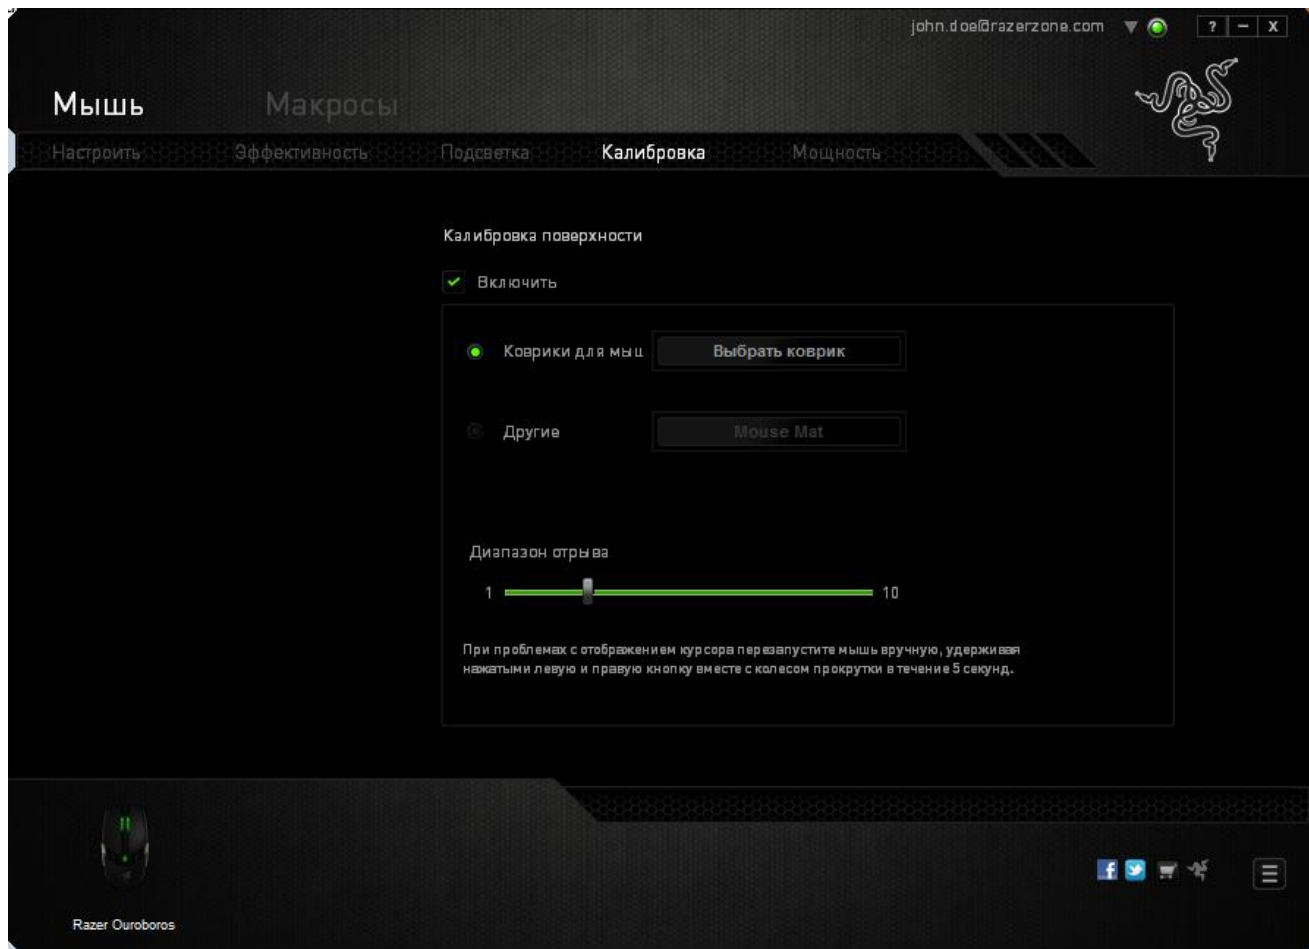 john.doe@razerzone.com
? – X
Мышь Макросы
Настроить Эффективность Подсветка Калибровка Мощность
Калибровка поверхности
Включить
Коврики для мыш Выбрать коврик
Другие Mouse Mat
Диапазон отрыва
1 10
При проблемах с отображением курсора перезапустите мышь вручную, удерживая
нажатыми левую и правую кнопку вместе с колесом прокрутки в течение 5 секунд.
Razer Ouroboros